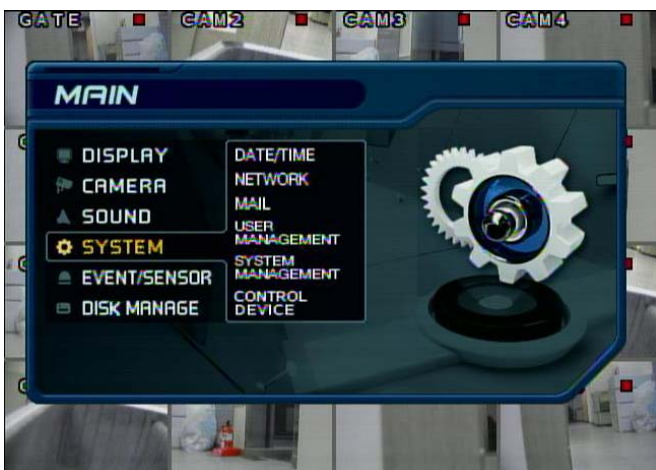 GATE CAM2 CAM3 CAM4
MAIN
DISPLAY
CAMERA
SOUND
SYSTEM
EVENT/SENSOR
DISK MANAGE
DATE/TIME
NETWORK
MAIL
USER
MANAGEMENT
SYSTEM
MANAGEMENT
CONTROL
DEVICE